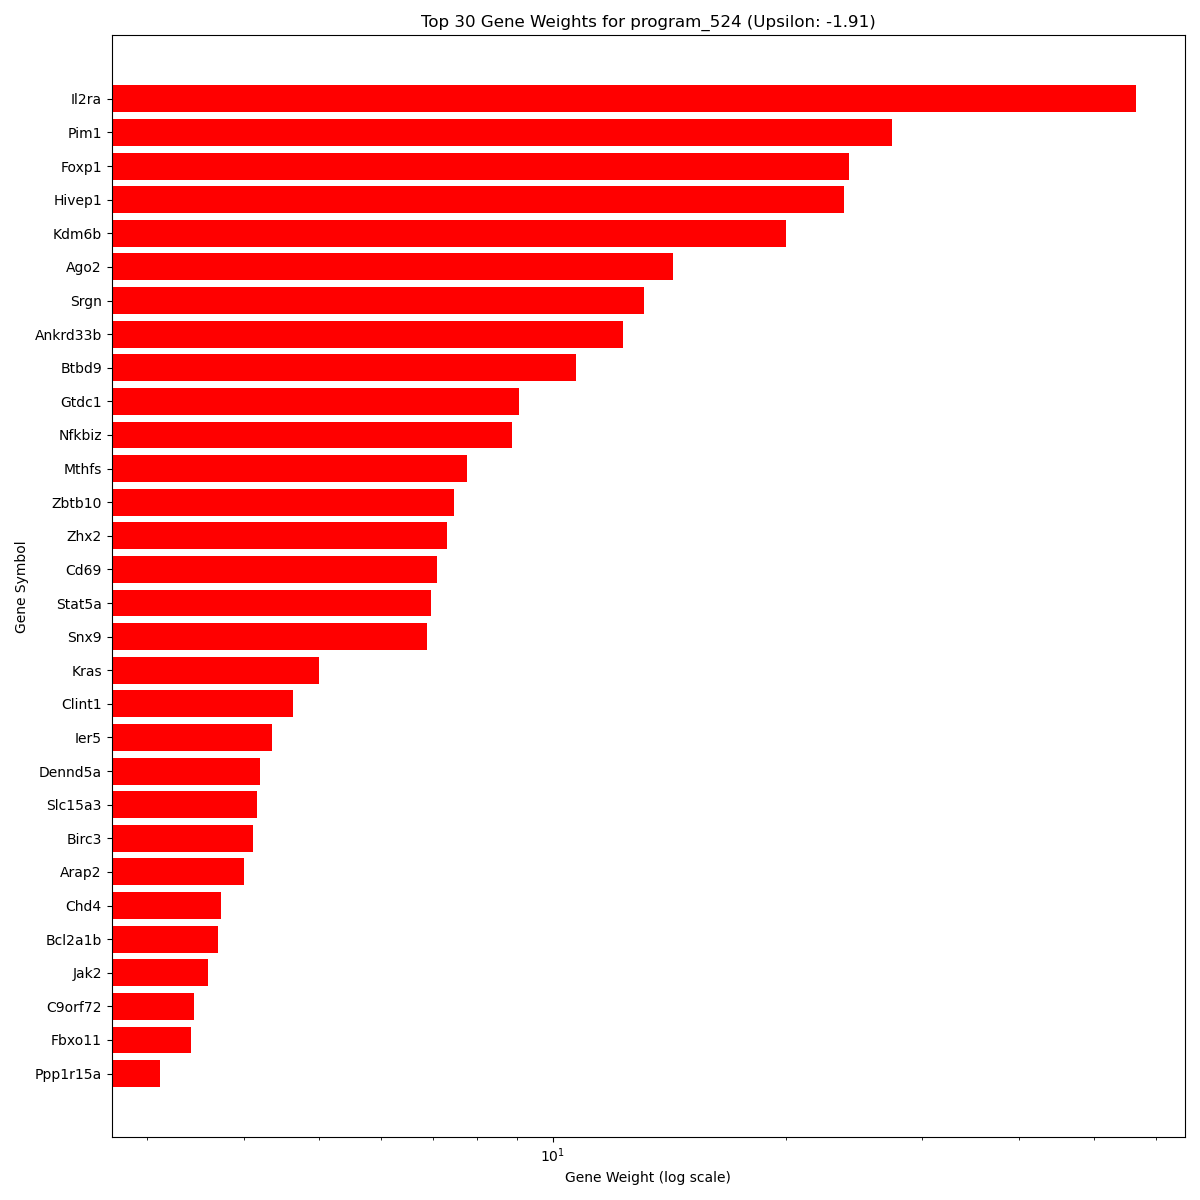 Top 30 Gene Weights for program_524 (Upsilon: -1.91)
Il2ra
Pim1
Foxp1
Hivep1
Kdm6b
Ago2
Srgn
Ankrd33b
Btbd9
Gtdc1
Nfkbiz
Mthfs
Zbtb10
Zhx2
Cd69
Stat5a
Snx9
Kras
Clint1
Ier5
Dennd5a
Slc15a3
Birc3
Arap2
Chd4
Bcl2a1b
Jak2
C9orf72
Fbxo11
Ppp1r15a
Gene Symbol
10¹
Gene Weight (log scale)